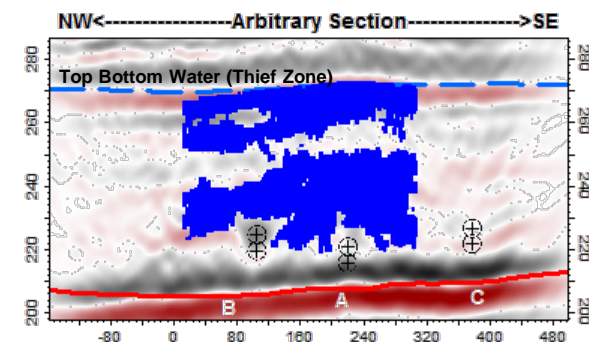 NW<-----------------Arbitrary Section--------------->SE
280 280
Top Bottom Water (Thief Zone)
260 260
240 240
220 220
B A C
200 200
-80 0 80 160 240 320 400 480